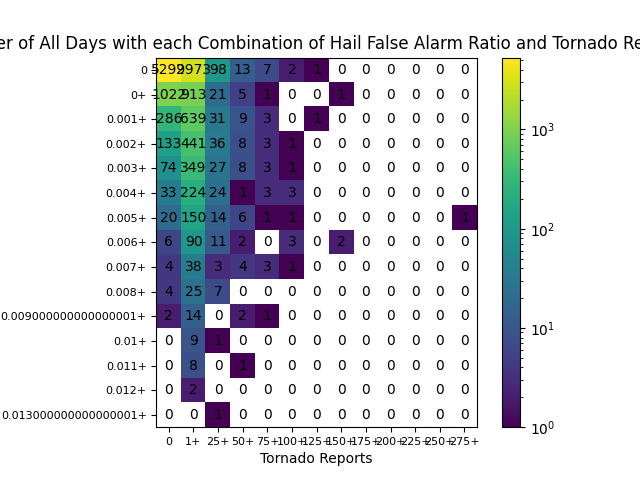 er of All Days with each Combination of Hail False Alarm Ratio and Tornado Re
0 398 13 7 2 1 0 0 0 0 0 0
0+ 1022 913 21 5 1 0 0 1 0 0 0 0 0
0.001+ 286 639 31 9 3 0 1 0 0 0 0 0 0
0.002+ 133 441 36 8 3 1 0 0 0 0 0 0 0
0.003+ 74 349 27 8 3 1 0 0 0 0 0 0 0
0.004+ 33 224 24 1 3 3 0 0 0 0 0 0 0
0.005+ 20 150 14 6 1 1 0 0 0 0 0 0 1
0.006+ 6 90 11 2 0 3 0 2 0 0 0 0 0
0.007+ 4 38 3 4 3 1 0 0 0 0 0 0 0
0.008+ 4 25 7 0 0 0 0 0 0 0 0 0 0
0.009000000000000001+ 2 14 0 2 1 0 0 0 0 0 0 0 0
0.01+ 0 9 1 0 0 0 0 0 0 0 0 0 0
0.011+ 0 8 0 1 0 0 0 0 0 0 0 0 0
0.012+ 0 2 0 0 0 0 0 0 0 0 0 0 0
0.013000000000000001+ 0 0 1 0 0 0 0 0 0 0 0 0 0
0 1+ 25+ 50+ 75+ 100+ 125+ 150+ 175+ 200+ 225+ 250+ 275+
Tornado Reports
10³
10²
10¹
10⁰